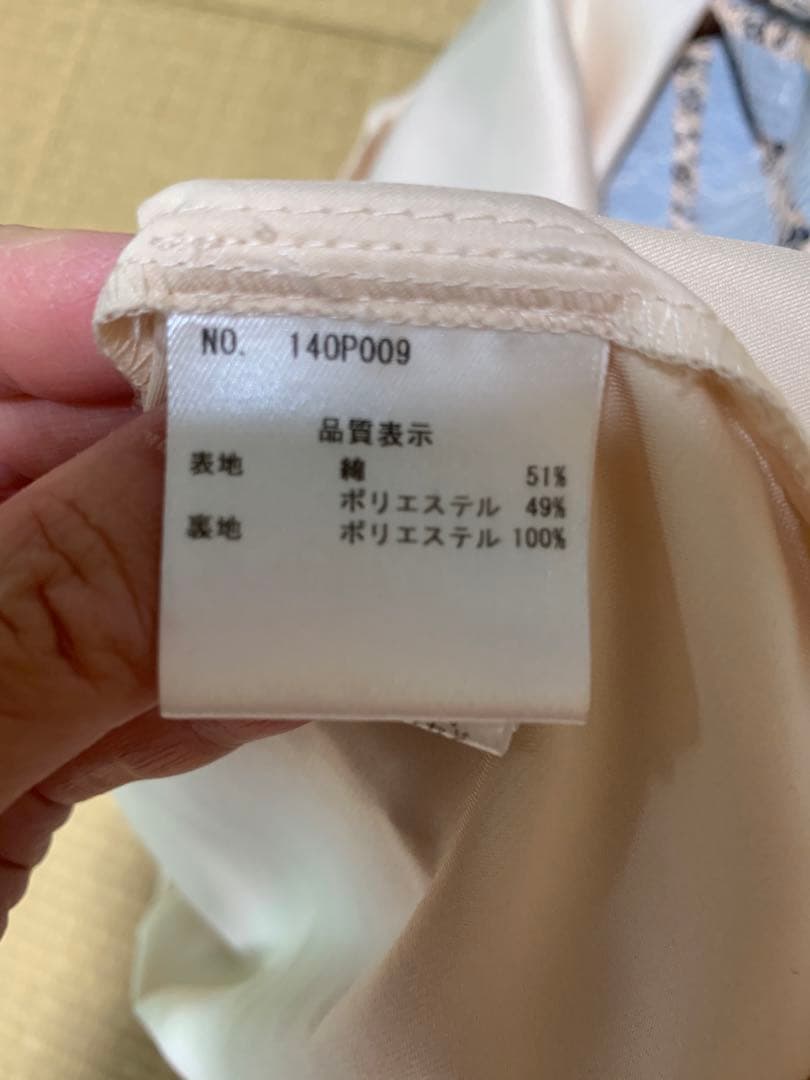 NO. 140P009
品質表示
表地 綿 51%
ポリエステル 49%
裏地 ポリエステル 100%